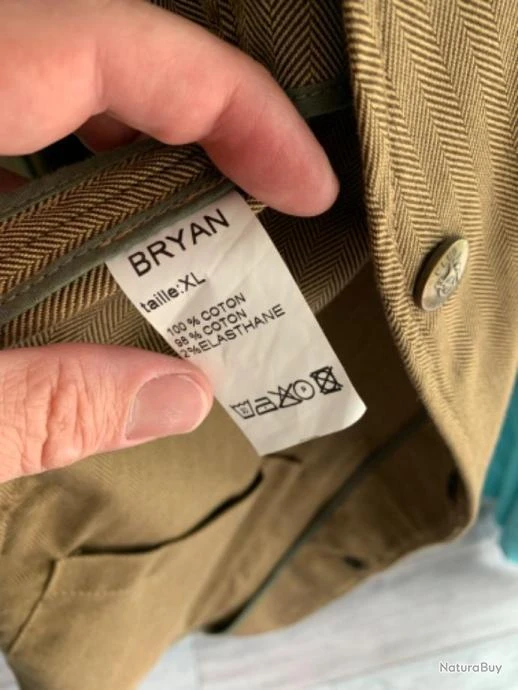 BRYAN
taille:XL
100 % COTON
98 % COTON
2%ELASTHANE
NaturaBuy